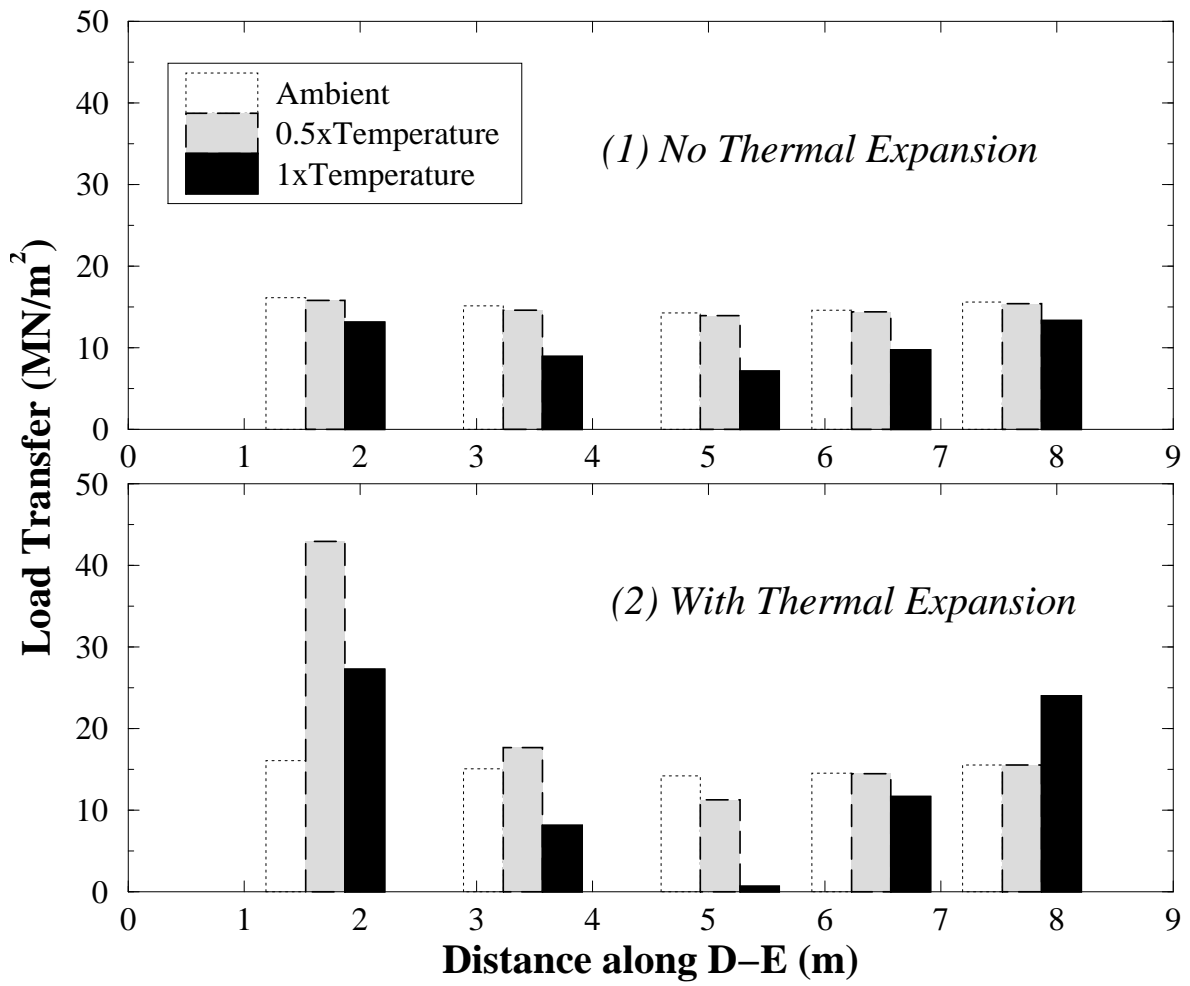 50
40
30
20
10
0
Ambient
0.5xTemperature
1xTemperature
(1) No Thermal Expansion
0 1 2 3 4 5 6 7 8 9
Load Transfer (MN/m²)
50
40
30
20
10
0
(2) With Thermal Expansion
0 1 2 3 4 5 6 7 8 9
Distance along D−E (m)